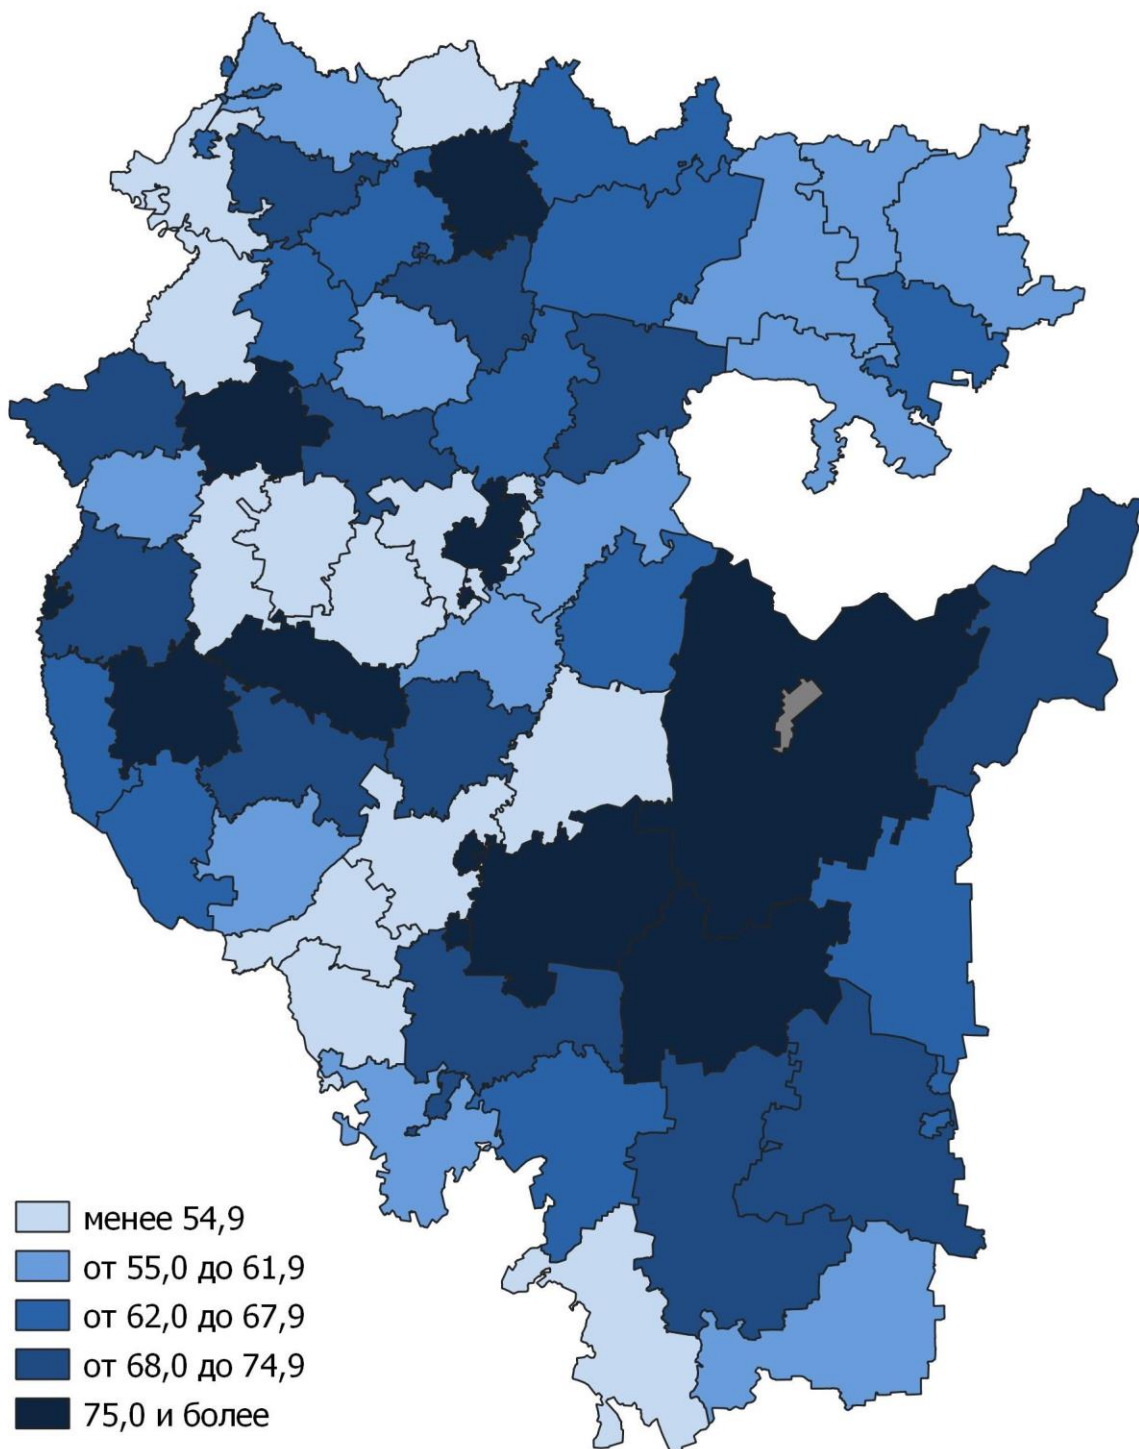 менее 54,9
от 55,0 до 61,9
от 62,0 до 67,9
от 68,0 до 74,9
75,0 и более